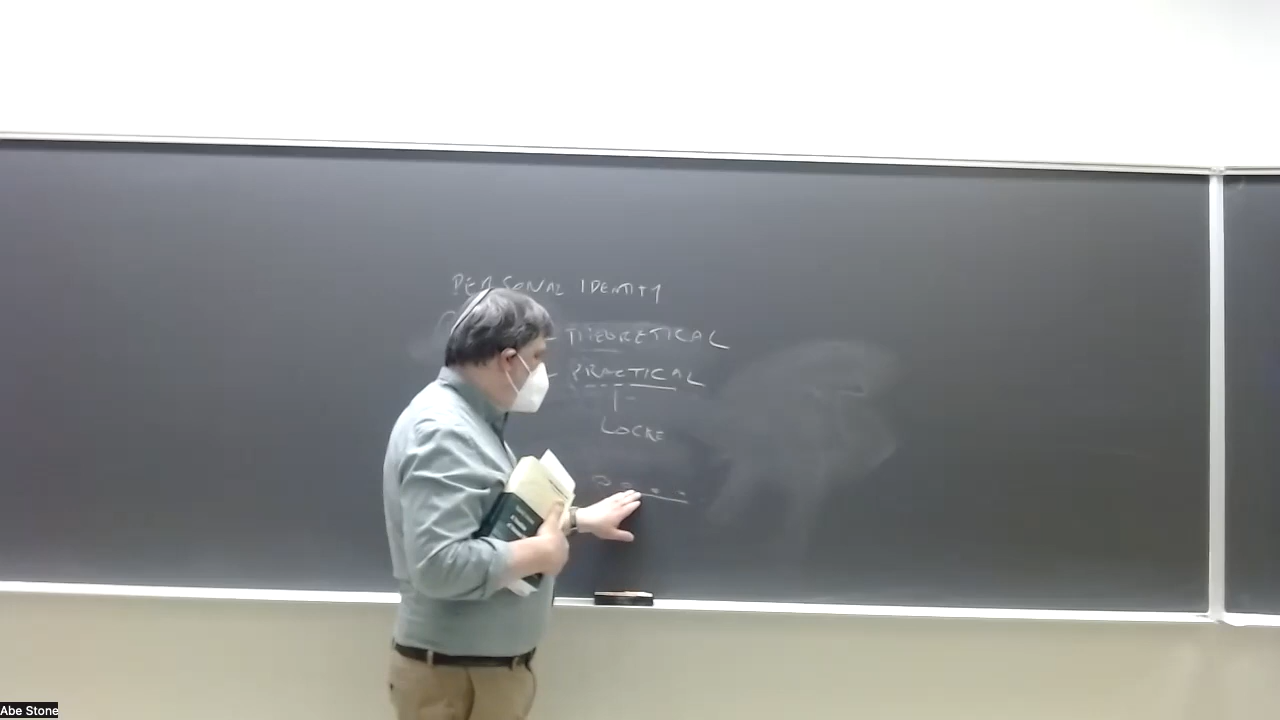 PERSONAL IDENTITY
THEORETICAL
PRACTICAL
LOCKE
Abe Stone